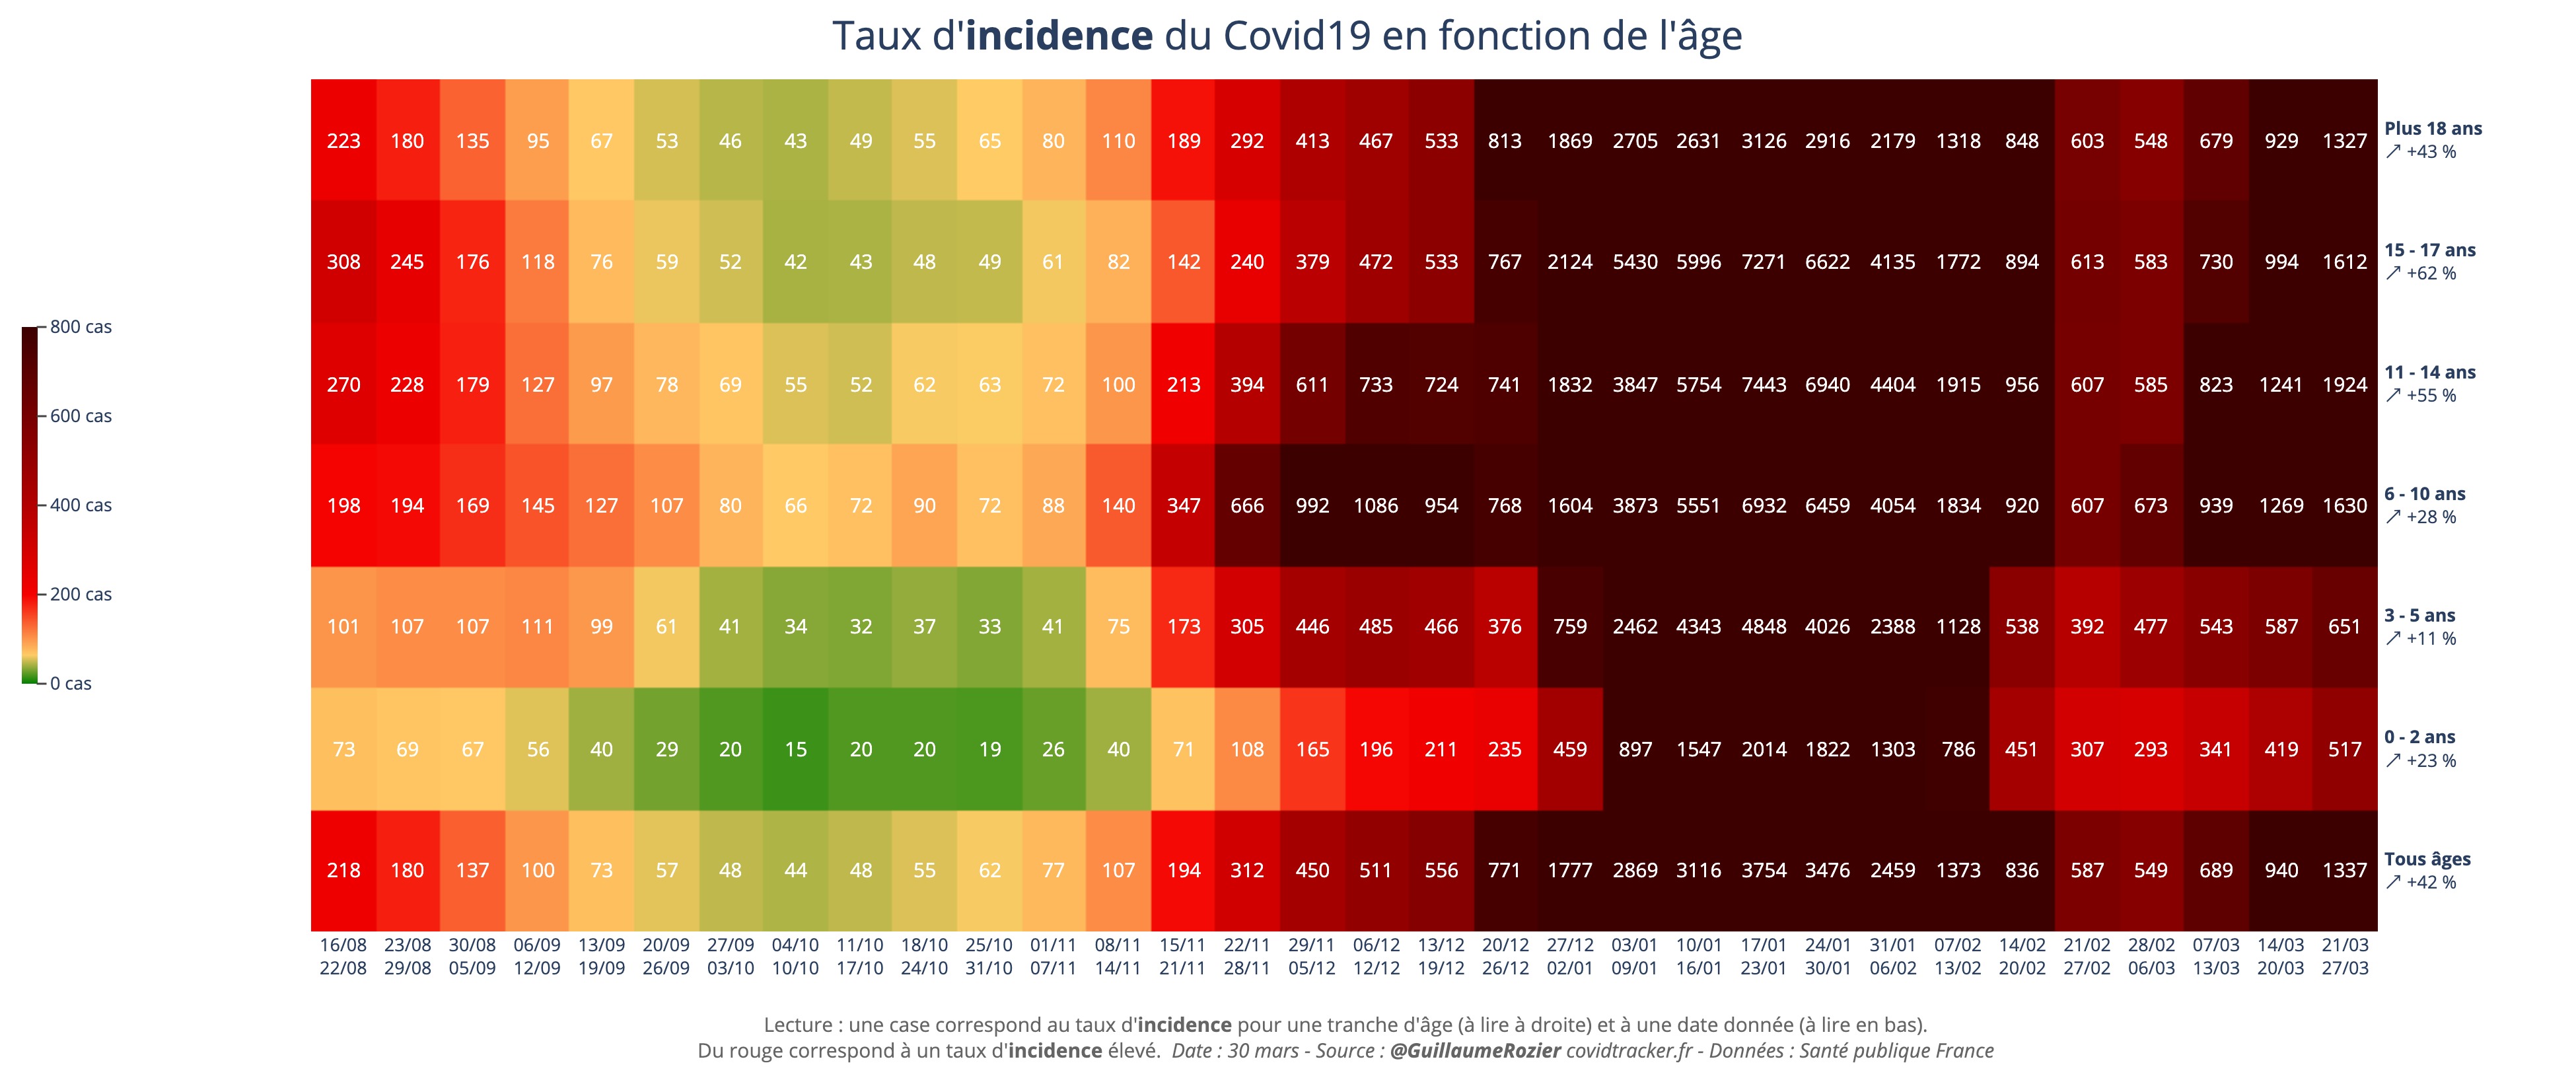 Taux d'incidence du Covid19 en fonction de l'âge
223 180 135 95 67 53 46 43 49 55 65 80 110 189 292 413 467 533 813 1869 2705 2631 3126 2916 2179 1318 848 603 548 679 929 1327
Plus 18 ans
↗ +43 %
308 245 176 118 76 59 52 42 43 48 49 61 82 142 240 379 472 533 767 2124 5430 5996 7271 6622 4135 1772 894 613 583 730 994 1612
15 - 17 ans
↗ +62 %
800 cas
600 cas
400 cas
200 cas
0 cas
270 228 179 127 97 78 69 55 52 62 63 72 100 213 394 611 733 724 741 1832 3847 5754 7443 6940 4404 1915 956 607 585 823 1241 1924
11 - 14 ans
↗ +55 %
198 194 169 145 127 107 80 66 72 90 72 88 140 347 666 992 1086 954 768 1604 3873 5551 6932 6459 4054 1834 920 607 673 939 1269 1630
6 - 10 ans
↗ +28 %
101 107 107 111 99 61 41 34 32 37 33 41 75 173 305 446 485 466 376 759 2462 4343 4848 4026 2388 1128 538 392 477 543 587 651
3 - 5 ans
↗ +11 %
73 69 67 56 40 29 20 15 20 20 19 26 40 71 108 165 196 211 235 459 897 1547 2014 1822 1303 786 451 307 293 341 419 517
0 - 2 ans
↗ +23 %
218 180 137 100 73 57 48 44 48 55 62 77 107 194 312 450 511 556 771 1777 2869 3116 3754 3476 2459 1373 836 587 549 689 940 1337
Tous âges
↗ +42 %
16/08 23/08 30/08 06/09 13/09 20/09 27/09 04/10 11/10 18/10 25/10 01/11 08/11 15/11 22/11 29/11 06/12 13/12 20/12 27/12 03/01 10/01 17/01 24/01 31/01 07/02 14/02 21/02 28/02 07/03 14/03 21/03
22/08 29/08 05/09 12/09 19/09 26/09 03/10 10/10 17/10 24/10 31/10 07/11 14/11 21/11 28/11 05/12 12/12 19/12 26/12 02/01 09/01 16/01 23/01 30/01 06/02 13/02 20/02 27/02 06/03 13/03 20/03 27/03
Lecture : une case correspond au taux d'incidence pour une tranche d'âge (à lire à droite) et à une date donnée (à lire en bas).
Du rouge correspond à un taux d'incidence élevé. Date : 30 mars - Source : @GuillaumeRozier covidtracker.fr - Données : Santé publique France